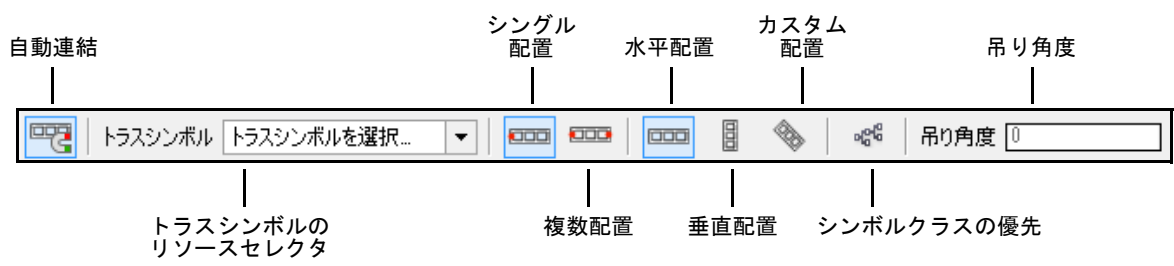 自動連結
シングル
配置
水平配置
カスタム
配置
吊り角度
トラスシンボル トラスシンボルを選択... 吊り角度 0
トラスシンボルの
リソースセレクタ
複数配置
垂直配置
シンボルクラスの優先